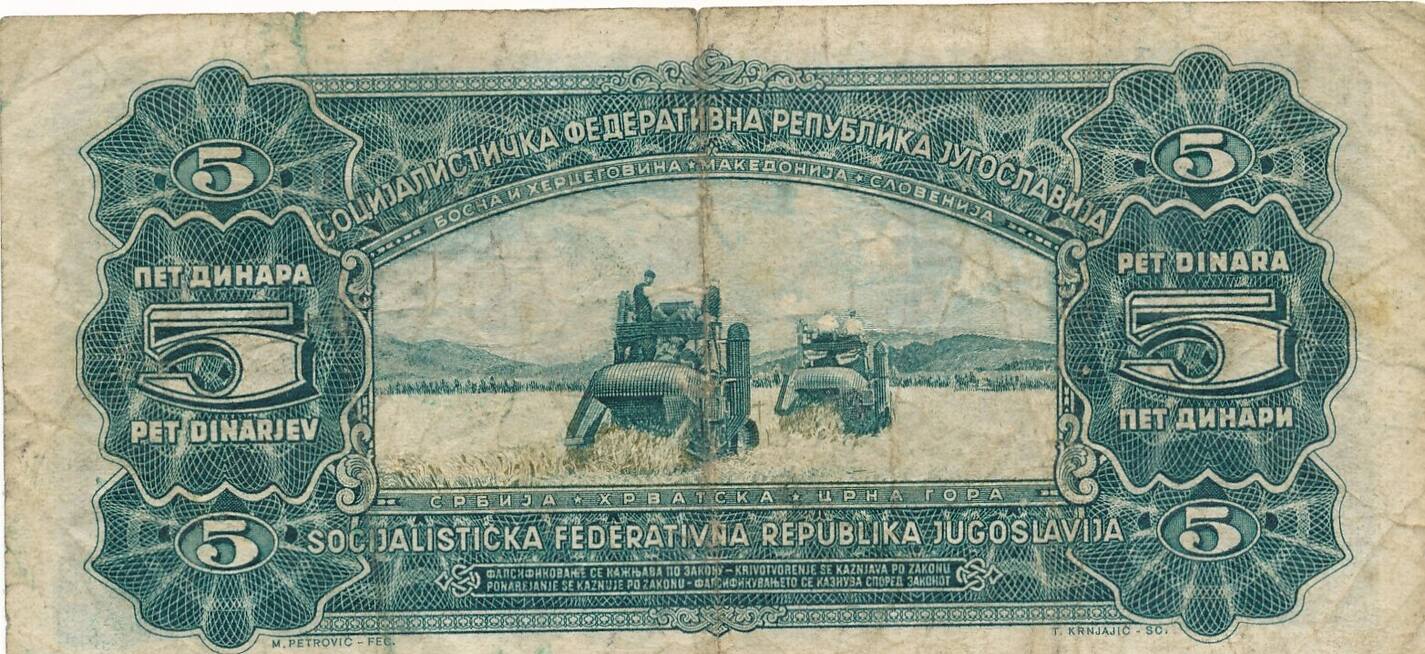 СОЦИЈАЛИСТИЧКА ФЕДЕРАТИВНА РЕПУБЛИКА ЈУГОСЛАВИЈА
БОСНА И ХЕРЦЕГОВИНА ★ МАКЕДОНИЈА ★ СЛОВЕНИЈА
5
5
ПЕТ ДИНАРА
5
PET DINARJEV
PET DINARA
5
ПЕТ ДИНАРИ
СРБИЈА ★ ХРВАТСКА ★ ЦРНА ГОРА
5
5
SOCIJALISTIČKA FEDERATIVNA REPUBLIKA JUGOSLAVIJA
ФАЛСИФИКОВАЊЕ СЕ КАЖЊАВА ПО ЗАКОНУ – KRIVOTVORENJE SE KAZNJAVA PO ZAKONU
PONAREJANJE SE KAZNUJE PO ZAKONU - ФАЛСИФИКУВАЊЕТО СЕ КАЗНУВА СПОРЕД ЗАКОНОТ
M. PETROVIĆ - FEC.
T. KRNJAJIĆ - SC.